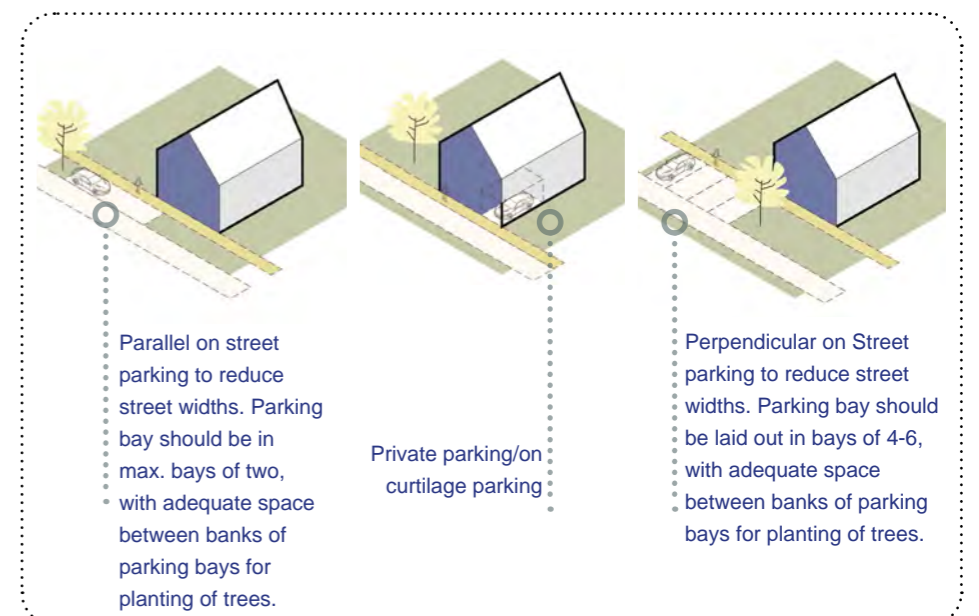 Parallel on street
parking to reduce
street widths. Parking
bay should be in
max. bays of two,
with adequate space
between banks of
parking bays for
planting of trees.
Private parking/on
curtilage parking
Perpendicular on Street
parking to reduce street
widths. Parking bay should
be laid out in bays of 4-6,
with adequate space
between banks of parking
bays for planting of trees.